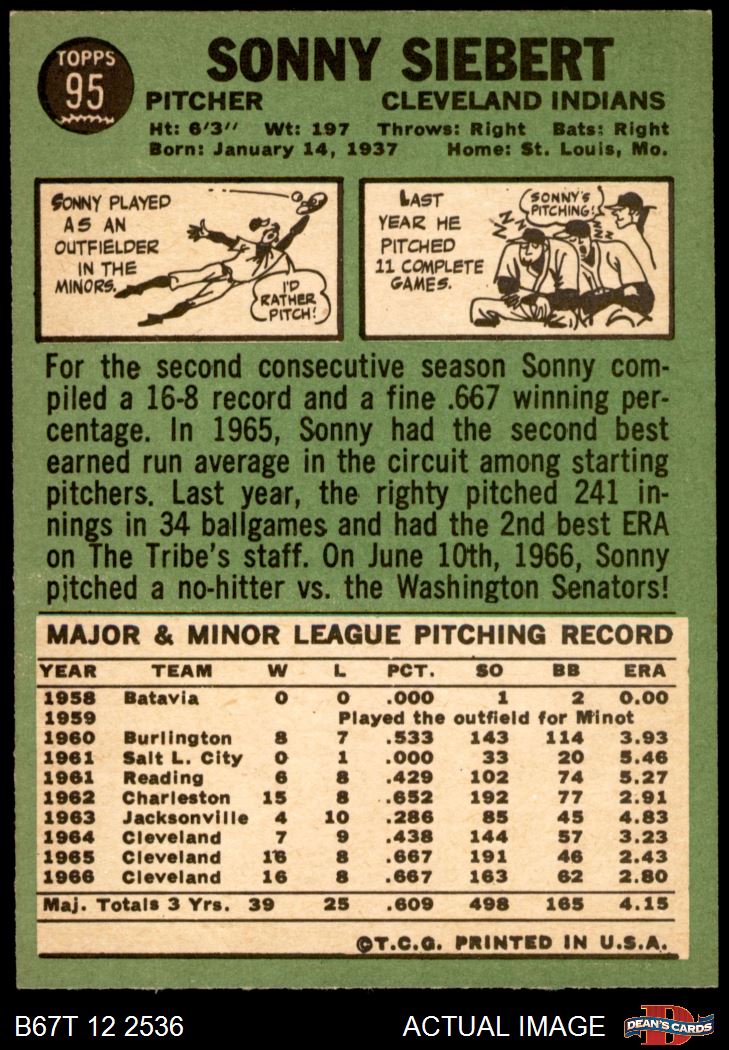 TOPPS
95
SONNY SIEBERT
PITCHER CLEVELAND INDIANS
Ht: 6'3" Wt: 197 Throws: Right Bats: Right
Born: January 14, 1937 Home: St. Louis, Mo.
SONNY PLAYED
AS AN
OUTFIELDER
IN THE
MINORS.
I'D
RATHER
PITCH!
LAST
YEAR HE
PITCHED
11 COMPLETE
GAMES.
SONNY'S
PITCHING!
ZZZ
ZZZ
For the second consecutive season Sonny com-
piled a 16-8 record and a fine .667 winning per-
centage. In 1965, Sonny had the second best
earned run average in the circuit among starting
pitchers. Last year, the righty pitched 241 in-
nings in 34 ballgames and had the 2nd best ERA
on The Tribe's staff. On June 10th, 1966, Sonny
pitched a no-hitter vs. the Washington Senators!
MAJOR & MINOR LEAGUE PITCHING RECORD
YEAR TEAM W L PCT. SO BB ERA
1958 Batavia 0 0 .000 1 2 0.00
1959 Played the outfield for Minot
1960 Burlington 8 7 .533 143 114 3.93
1961 Salt L. City 0 1 .000 33 20 5.46
1961 Reading 6 8 .429 102 74 5.27
1962 Charleston 15 8 .652 192 77 2.91
1963 Jacksonville 4 10 .286 85 45 4.83
1964 Cleveland 7 9 .438 144 57 3.23
1965 Cleveland 16 8 .667 191 46 2.43
1966 Cleveland 16 8 .667 163 62 2.80
Maj. Totals 3 Yrs. 39 25 .609 498 165 4.15
©T.C.G. PRINTED IN U.S.A.
B67T 12 2536 ACTUAL IMAGE
D
DEAN'S CARDS